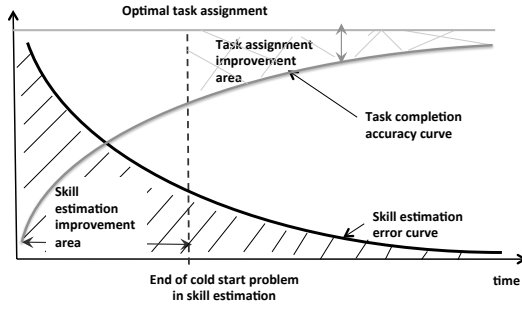 Optimal task assignment
Task assignment
improvement
area
Task completion
accuracy curve
Skill
estimation
improvement
area
Skill estimation
error curve
End of cold start problem
in skill estimation
time